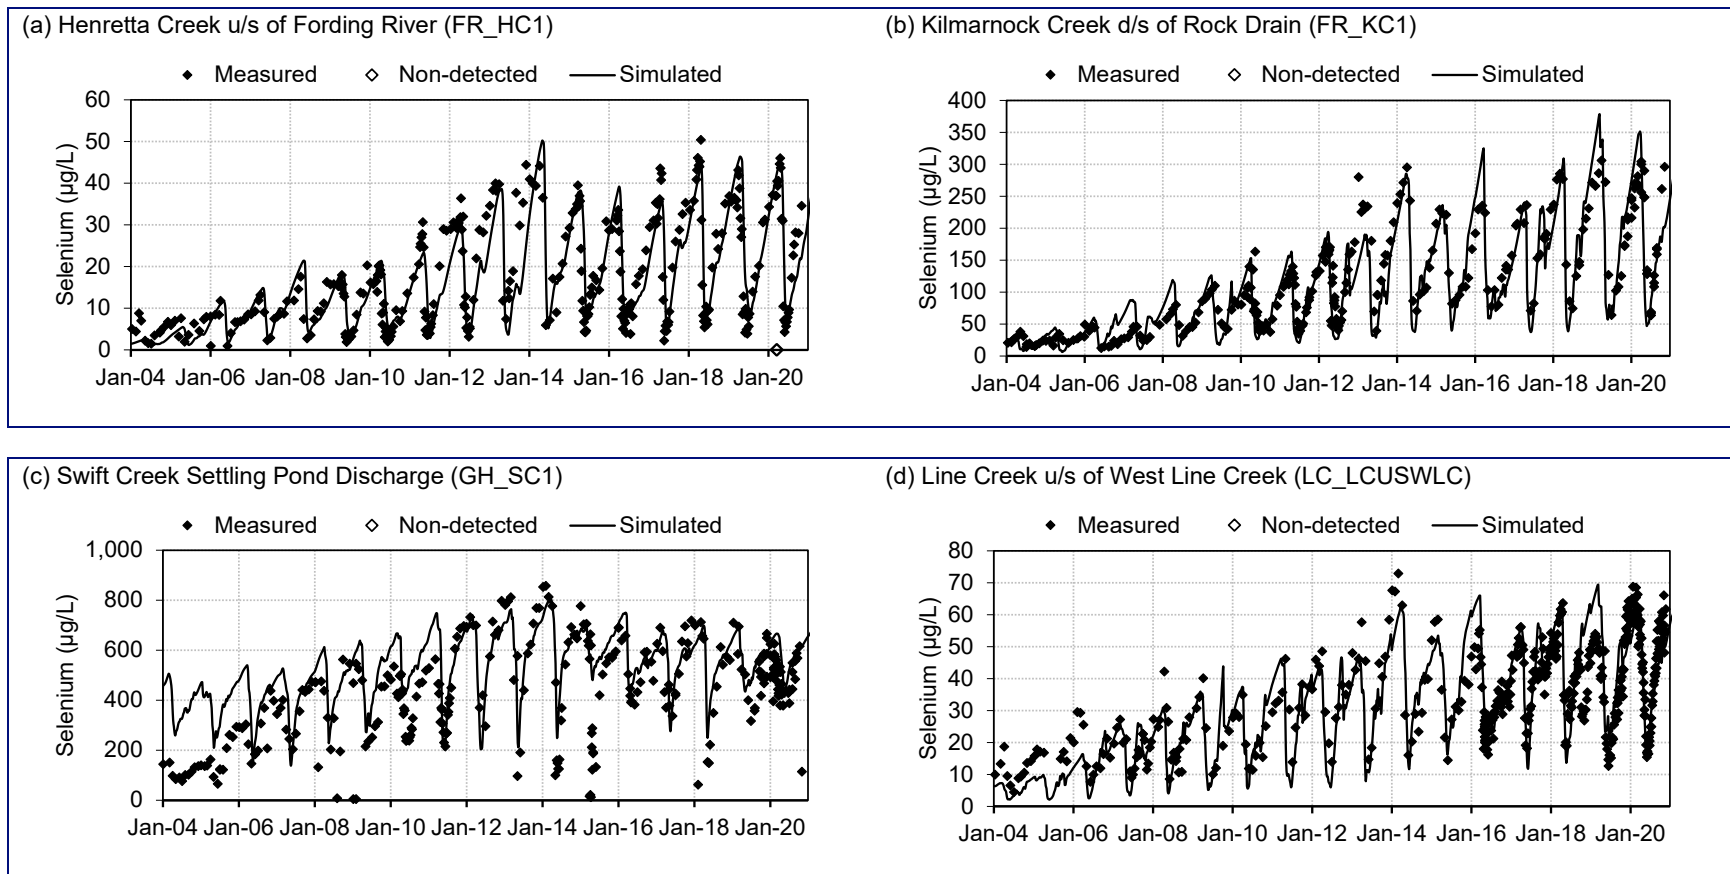 (a) Henretta Creek u/s of Fording River (FR_HC1)
Measured Non-detected Simulated
Selenium (µg/L)
60
50
40
30
20
10
0
Jan-04 Jan-06 Jan-08 Jan-10 Jan-12 Jan-14 Jan-16 Jan-18 Jan-20
(b) Kilmarnock Creek d/s of Rock Drain (FR_KC1)
Measured Non-detected Simulated
Selenium (µg/L)
400
350
300
250
200
150
100
50
0
Jan-04 Jan-06 Jan-08 Jan-10 Jan-12 Jan-14 Jan-16 Jan-18 Jan-20
(c) Swift Creek Settling Pond Discharge (GH_SC1)
Measured Non-detected Simulated
Selenium (µg/L)
1,000
800
600
400
200
0
Jan-04 Jan-06 Jan-08 Jan-10 Jan-12 Jan-14 Jan-16 Jan-18 Jan-20
(d) Line Creek u/s of West Line Creek (LC_LCUSWLC)
Measured Non-detected Simulated
Selenium (µg/L)
80
70
60
50
40
30
20
10
0
Jan-04 Jan-06 Jan-08 Jan-10 Jan-12 Jan-14 Jan-16 Jan-18 Jan-20